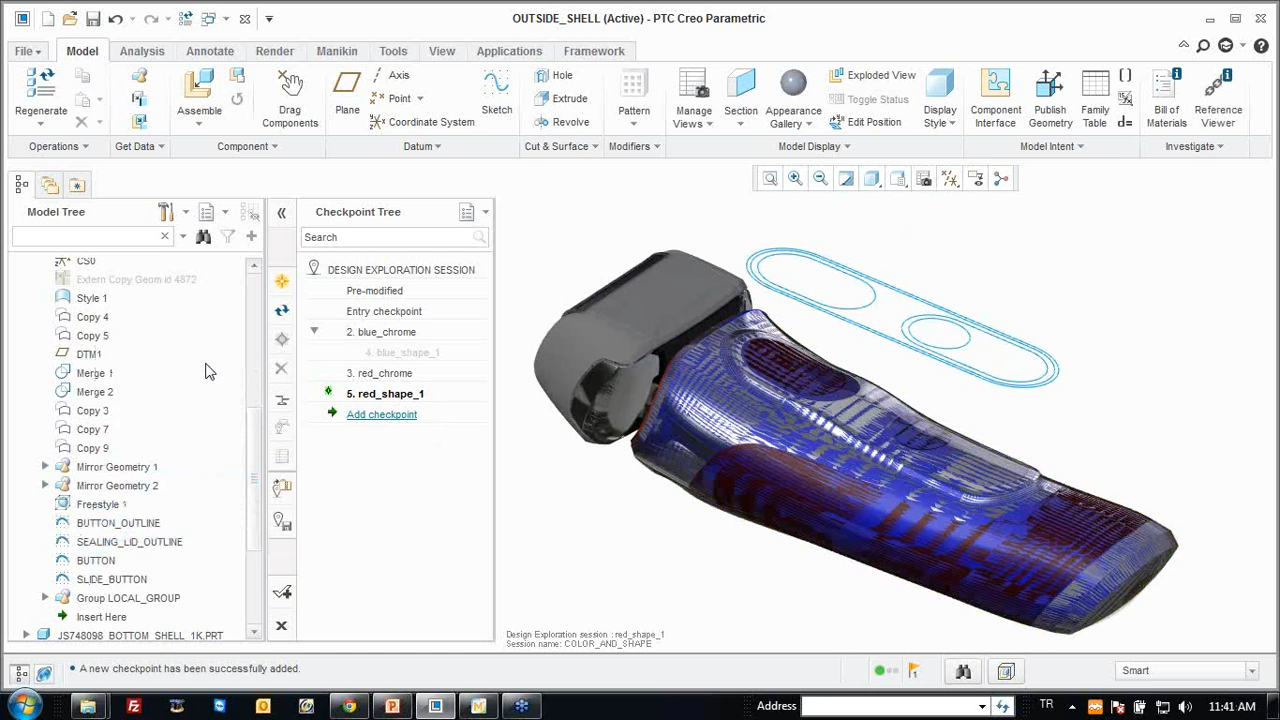 OUTSIDE_SHELL (Active) - PTC Creo Parametric
File
Model
Analysis
Annotate
Render
Manikin
Tools
View
Applications
Framework
Regenerate
Assemble
Drag
Components
Plane
Axis
Point
Coordinate System
Sketch
Hole
Extrude
Revolve
Pattern
Manage
Views
Section
Appearance
Gallery
Exploded View
Toggle Status
Edit Position
Display
Style
Component
Interface
Publish
Geometry
Family
Table
d=
Bill of
Materials
Reference
Viewer
Operations
Get Data
Component
Datum
Cut & Surface
Modifiers
Model Display
Model Intent
Investigate
Model Tree
Checkpoint Tree
Search
CS0
Extern Copy Geom id 4872
Style 1
Copy 4
Copy 5
DTM1
Merge 1
Merge 2
Copy 3
Copy 7
Copy 9
Mirror Geometry 1
Mirror Geometry 2
Freestyle 1
BUTTON_OUTLINE
SEALING_LID_OUTLINE
BUTTON
SLIDE_BUTTON
Group LOCAL_GROUP
Insert Here
JS748098_BOTTOM_SHELL_1K.PRT
DESIGN EXPLORATION SESSION
Pre-modified
Entry checkpoint
2. blue_chrome
4. blue_shape_1
3. red_chrome
5. red_shape_1
Add checkpoint
Design Exploration session : red_shape_1
Session name: COLOR_AND_SHAPE
• A new checkpoint has been successfully added.
Smart
Address
TR
11:41 AM